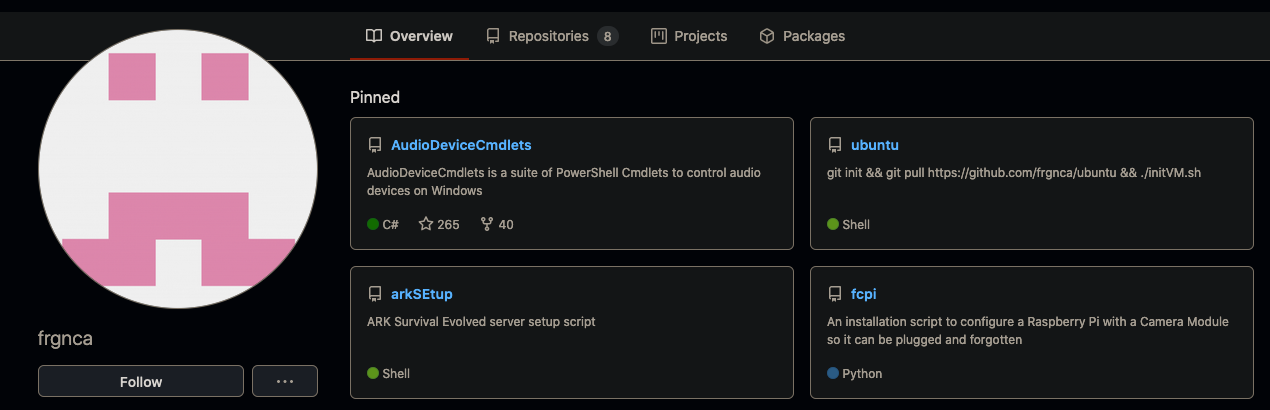 Overview Repositories 8 Projects Packages
Pinned
AudioDeviceCmdlets
AudioDeviceCmdlets is a suite of PowerShell Cmdlets to control audio
devices on Windows
C# 265 40
ubuntu
git init && git pull https://github.com/frgnca/ubuntu && ./initVM.sh
Shell
arkSEtup
ARK Survival Evolved server setup script
Shell
fcpi
An installation script to configure a Raspberry Pi with a Camera Module
so it can be plugged and forgotten
Python
frgnca
Follow
...